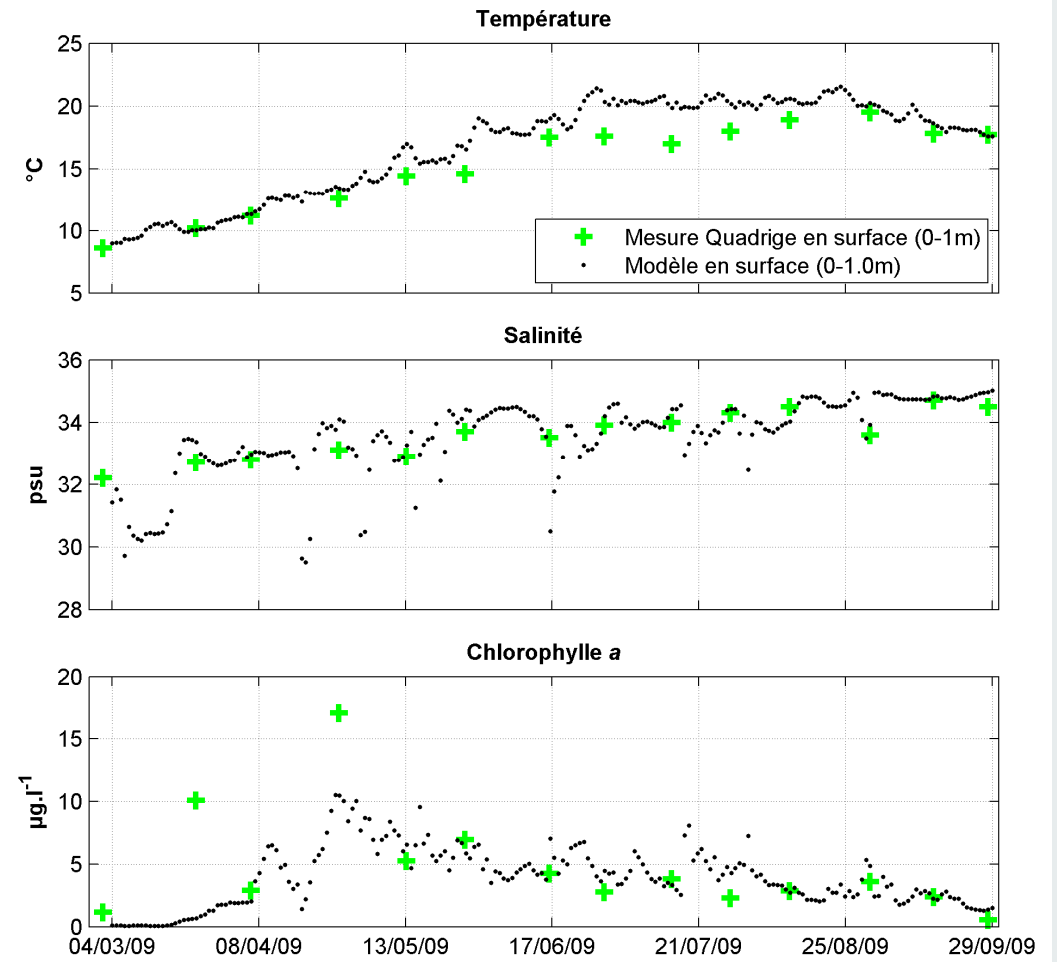 Température
25
20
15
10
5
°C
Mesure Quadrige en surface (0-1m)
Modèle en surface (0-1.0m)
Salinité
36
34
32
30
28
psu
Chlorophylle a
20
15
10
5
0
µg.l-1
04/03/09 08/04/09 13/05/09 17/06/09 21/07/09 25/08/09 29/09/09